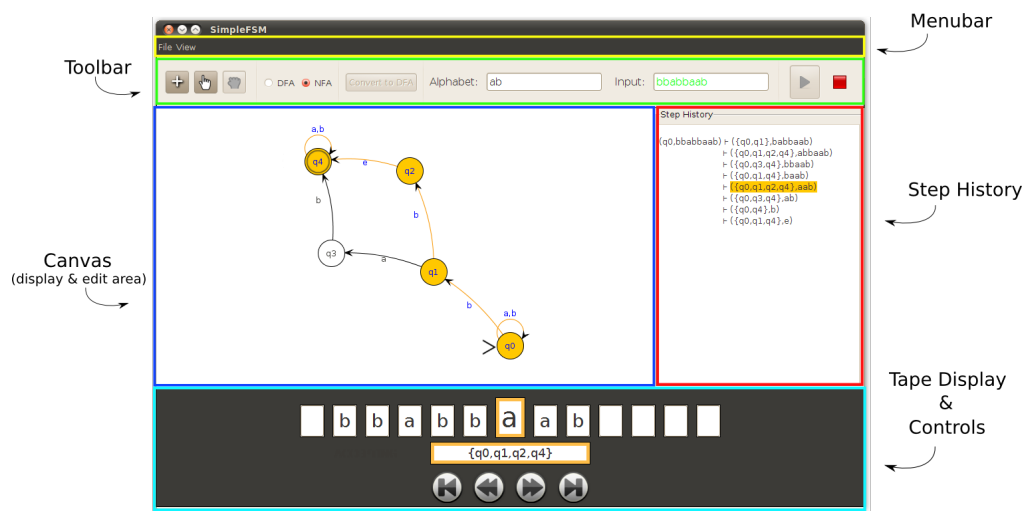 Menubar
SimpleFSM
File View
Toolbar
DFA NFA Convert to DFA Alphabet: ab Input: bbabbaab
Step History
(q0,bbabbaab) ⊢ ({q0,q1},babbaab)
⊢ ({q0,q1,q2,q4},abbaab)
⊢ ({q0,q3,q4},bbaab)
⊢ ({q0,q1,q4},baab)
⊢ ({q0,q1,q2,q4},aab)
⊢ ({q0,q3,q4},ab)
⊢ ({q0,q4},b)
⊢ ({q0,q1,q4},e)
Step History
a,b
q4
e
q2
b
b
q3
a
q1
b
a,b
q0
Canvas
(display & edit area)
Tape Display
&
Controls
b b a b b a a b
{q0,q1,q2,q4}